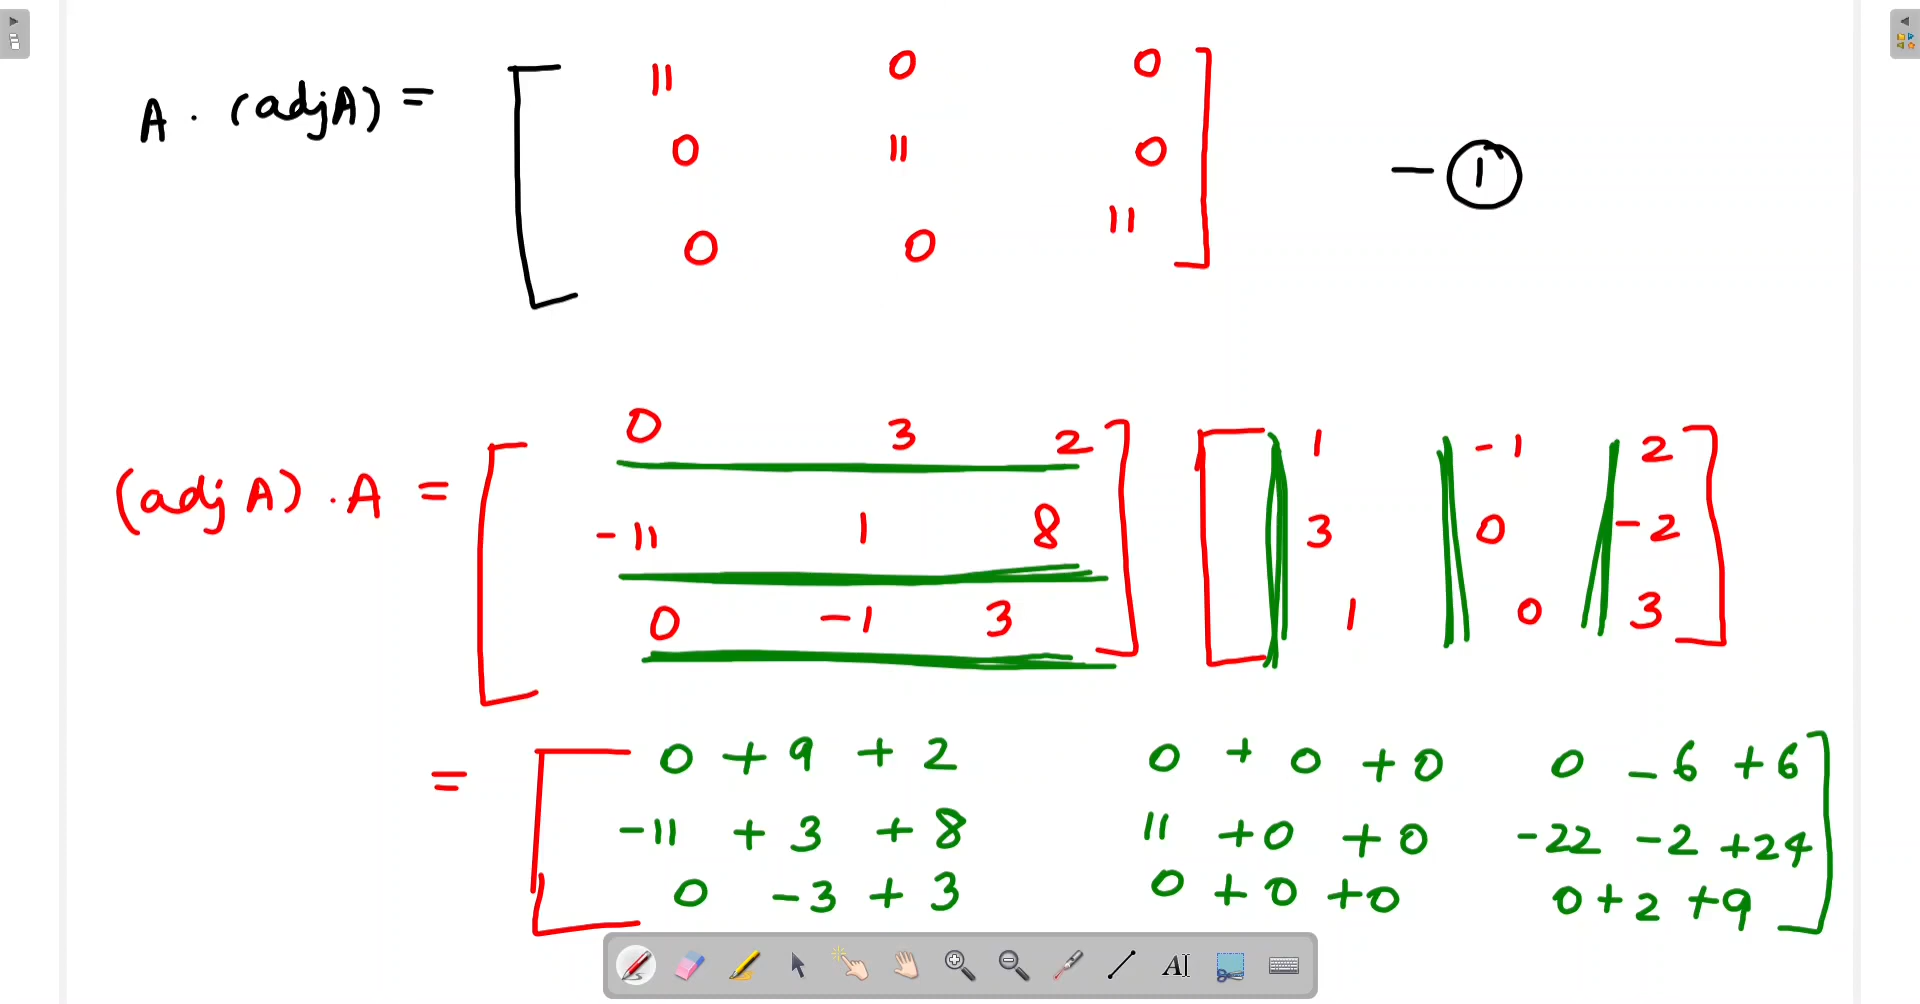 A · (adjA) = [ 11 0 0
0 11 0
0 0 11 ] - ①
(adj A) · A = [ 0 3 2 ] [ 1 -1 2 ]
-11 1 8 3 0 -2
0 -1 3 1 0 3
= [ 0 + 9 + 2 0 + 0 + 0 0 - 6 + 6 ]
-11 + 3 + 8 11 + 0 + 0 -22 - 2 + 24
0 - 3 + 3 0 + 0 + 0 0 + 2 + 9